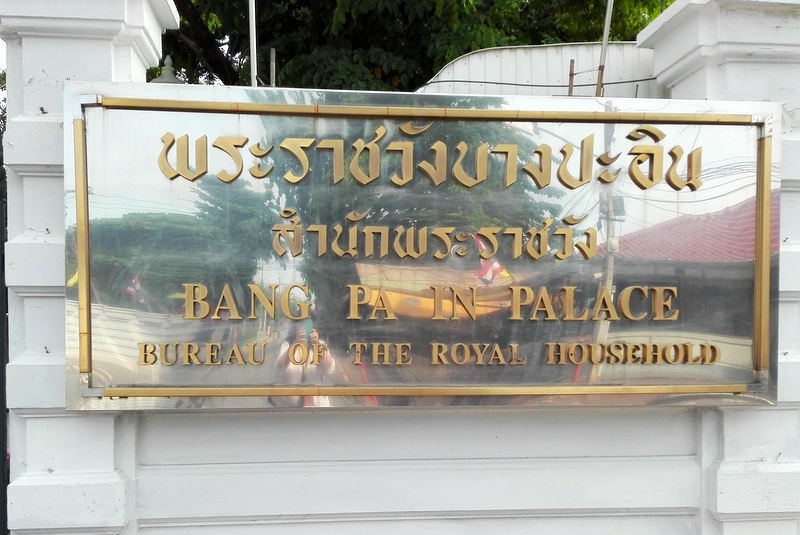 พระราชวังบางปะอิน
สำนักพระราชวัง
BANG PA IN PALACE
BUREAU OF THE ROYAL HOUSEHOLD